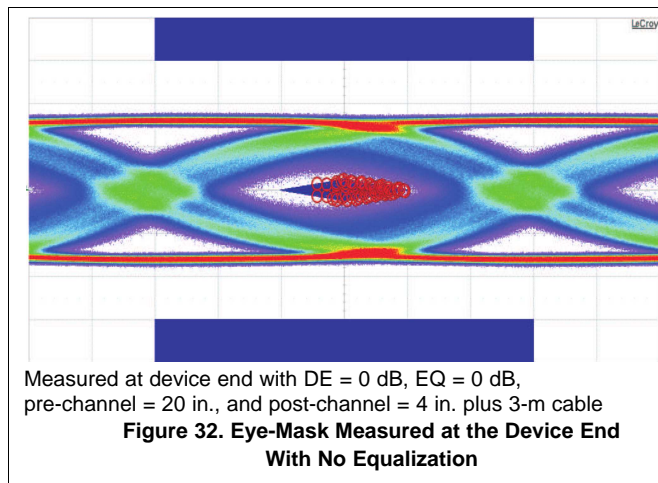 LeCroy
Measured at device end with DE = 0 dB, EQ = 0 dB,
pre-channel = 20 in., and post-channel = 4 in. plus 3-m cable
Figure 32. Eye-Mask Measured at the Device End
With No Equalization